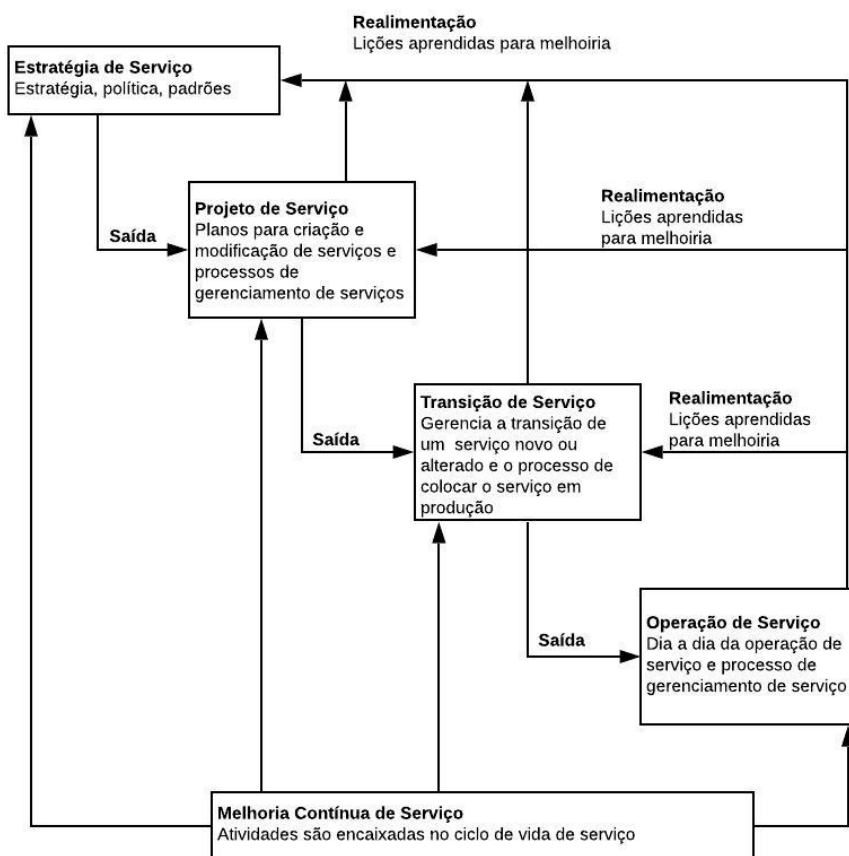 Realimentação
Lições aprendidas para melhoiria
Estratégia de Serviço
Estratégia, política, padrões
Projeto de Serviço
Planos para criação e
modificação de serviços e
processos de
gerenciamento de serviços
Saída
Realimentação
Lições aprendidas
para melhoiria
Transição de Serviço
Gerencia a transição de
um serviço novo ou
alterado e o processo de
colocar o serviço em
produção
Saída
Realimentação
Lições aprendidas
para melhoiria
Operação de Serviço
Dia a dia da operação de
serviço e processo de
gerenciamento de serviço
Saída
Melhoria Contínua de Serviço
Atividades são encaixadas no ciclo de vida de serviço